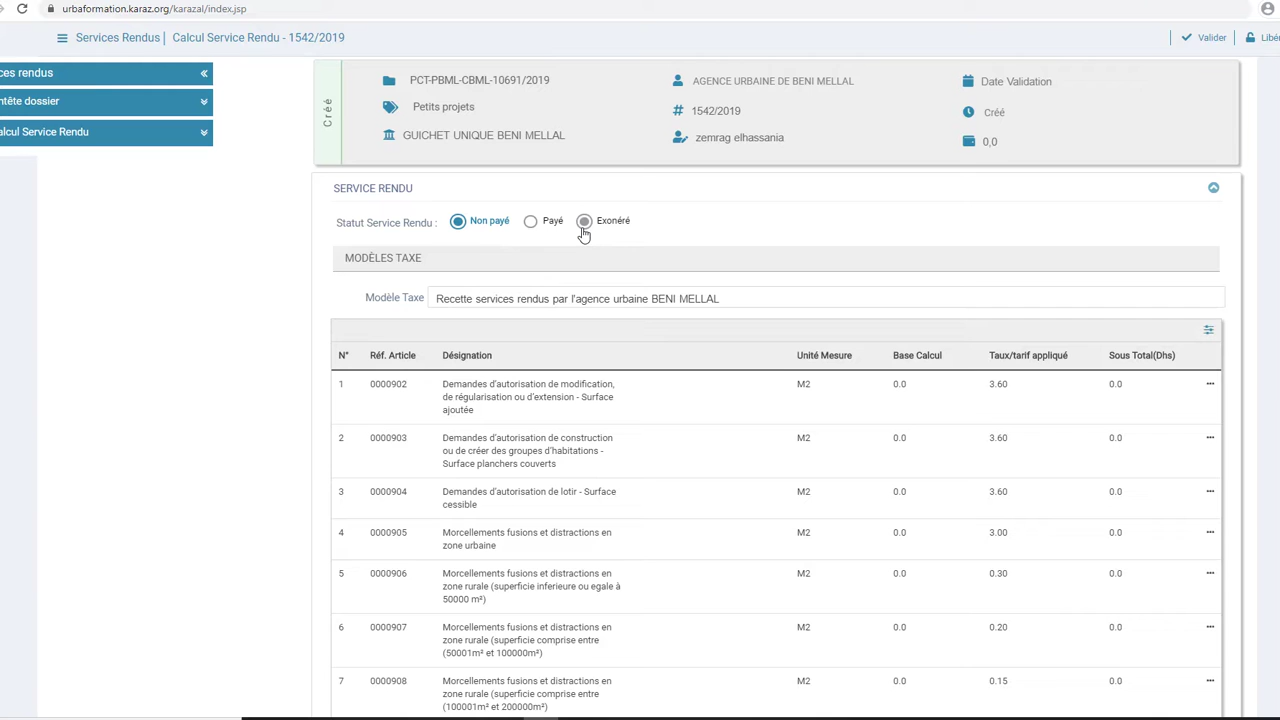 urbaformation.karaz.org/karazal/index.jsp
Services Rendus | Calcul Service Rendu - 1542/2019
Valider
Libér
ces rendus
ntête dossier
alcul Service Rendu
Créé
PCT-PBML-CBML-10691/2019
AGENCE URBAINE DE BENI MELLAL
Date Validation
Petits projets
1542/2019
Créé
GUICHET UNIQUE BENI MELLAL
zemrag elhassania
0,0
SERVICE RENDU
Statut Service Rendu : Non payé Payé Exonéré
MODÈLES TAXE
Modèle Taxe Recette services rendus par l'agence urbaine BENI MELLAL
N° Réf. Article Désignation Unité Mesure Base Calcul Taux/tarif appliqué Sous Total(Dhs)
1 0000902 Demandes d'autorisation de modification, M2 0.0 3.60 0.0
de régularisation ou d'extension - Surface
ajoutée
2 0000903 Demandes d'autorisation de construction M2 0.0 3.60 0.0
ou de créer des groupes d'habitations -
Surface planchers couverts
3 0000904 Demandes d'autorisation de lotir - Surface M2 0.0 3.60 0.0
cessible
4 0000905 Morcellements fusions et distractions en M2 0.0 3.00 0.0
zone urbaine
5 0000906 Morcellements fusions et distractions en M2 0.0 0.30 0.0
zone rurale (superficie inferieure ou egale à
50000 m²)
6 0000907 Morcellements fusions et distractions en M2 0.0 0.20 0.0
zone rurale (superficie comprise entre
(50001m² et 100000m²)
7 0000908 Morcellements fusions et distractions en M2 0.0 0.15 0.0
zone rurale (superficie comprise entre
(100001m² et 200000m²)